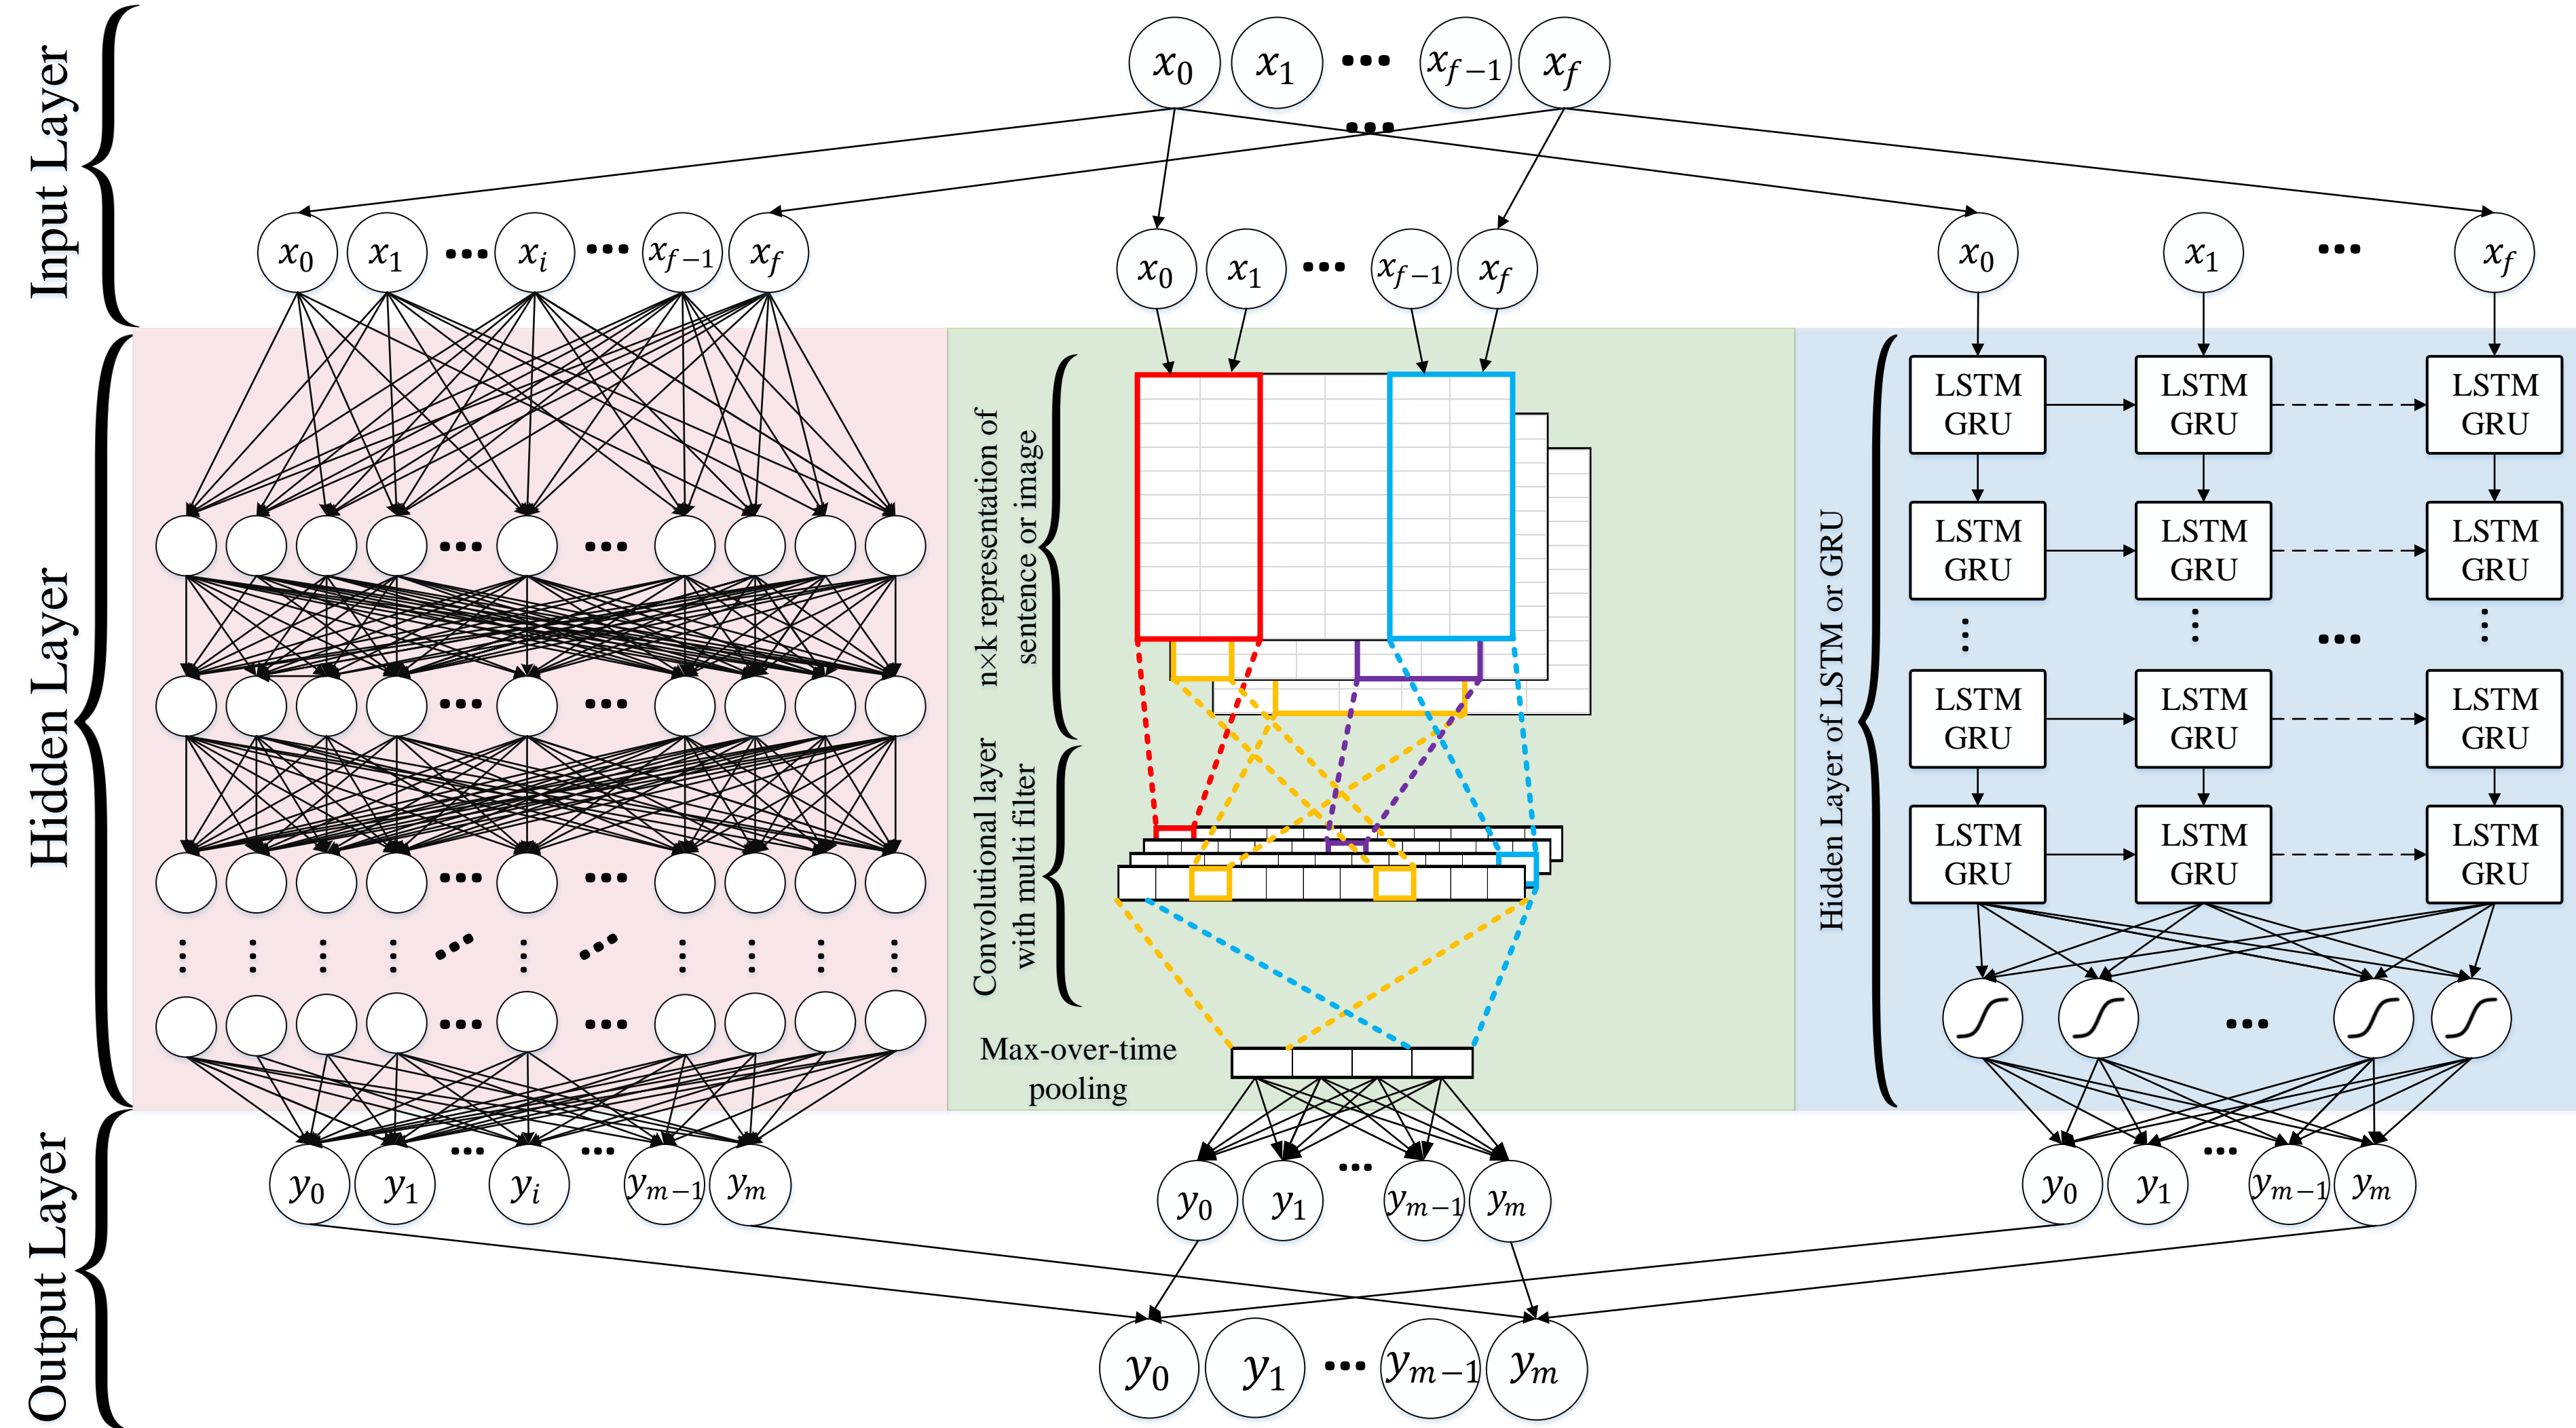 Input Layer
x0 x1 ... xf−1 xf
...
x0 x1 ... xi ... xf−1 xf
x0 x1 ... xf−1 xf
x0 x1 ... xf
Hidden Layer
n×k representation of
sentence or image
Convolutional layer
with multi filter
Max-over-time
pooling
Hidden Layer of LSTM or GRU
LSTM
GRU
LSTM
GRU
LSTM
GRU
LSTM
GRU
LSTM
GRU
LSTM
GRU
LSTM
GRU
LSTM
GRU
LSTM
GRU
LSTM
GRU
LSTM
GRU
LSTM
GRU
Output Layer
y0 y1 ... yi ... ym−1 ym
y0 y1 ... ym−1 ym
y0 y1 ... ym−1 ym
y0 y1 ... ym−1 ym